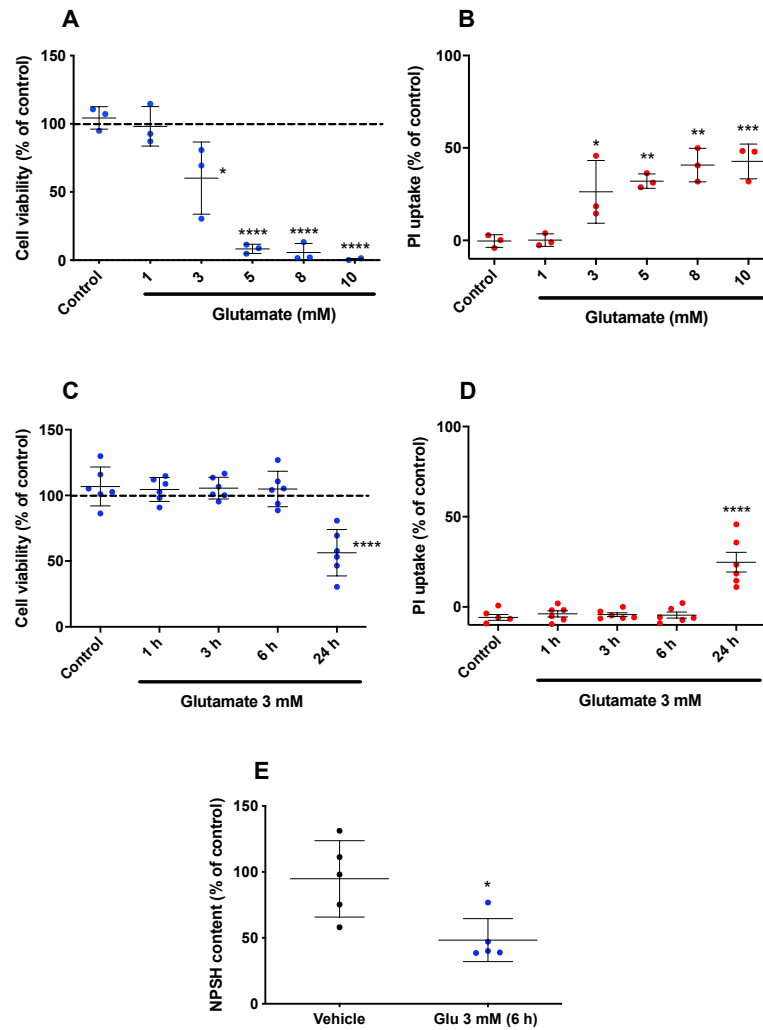 A
B
Cell viability (% of control)
150
100
50
0
*
****
****
****
Control
1
3
5
8
10
Glutamate (mM)
PI uptake (% of control)
100
50
0
*
**
**
***
Control
1
3
5
8
10
Glutamate (mM)
C
D
Cell viability (% of control)
150
100
50
0
****
Control
1 h
3 h
6 h
24 h
Glutamate 3 mM
PI uptake (% of control)
100
50
0
****
Control
1 h
3 h
6 h
24 h
Glutamate 3 mM
E
NPSH content (% of control)
150
100
50
0
*
Vehicle
Glu 3 mM (6 h)